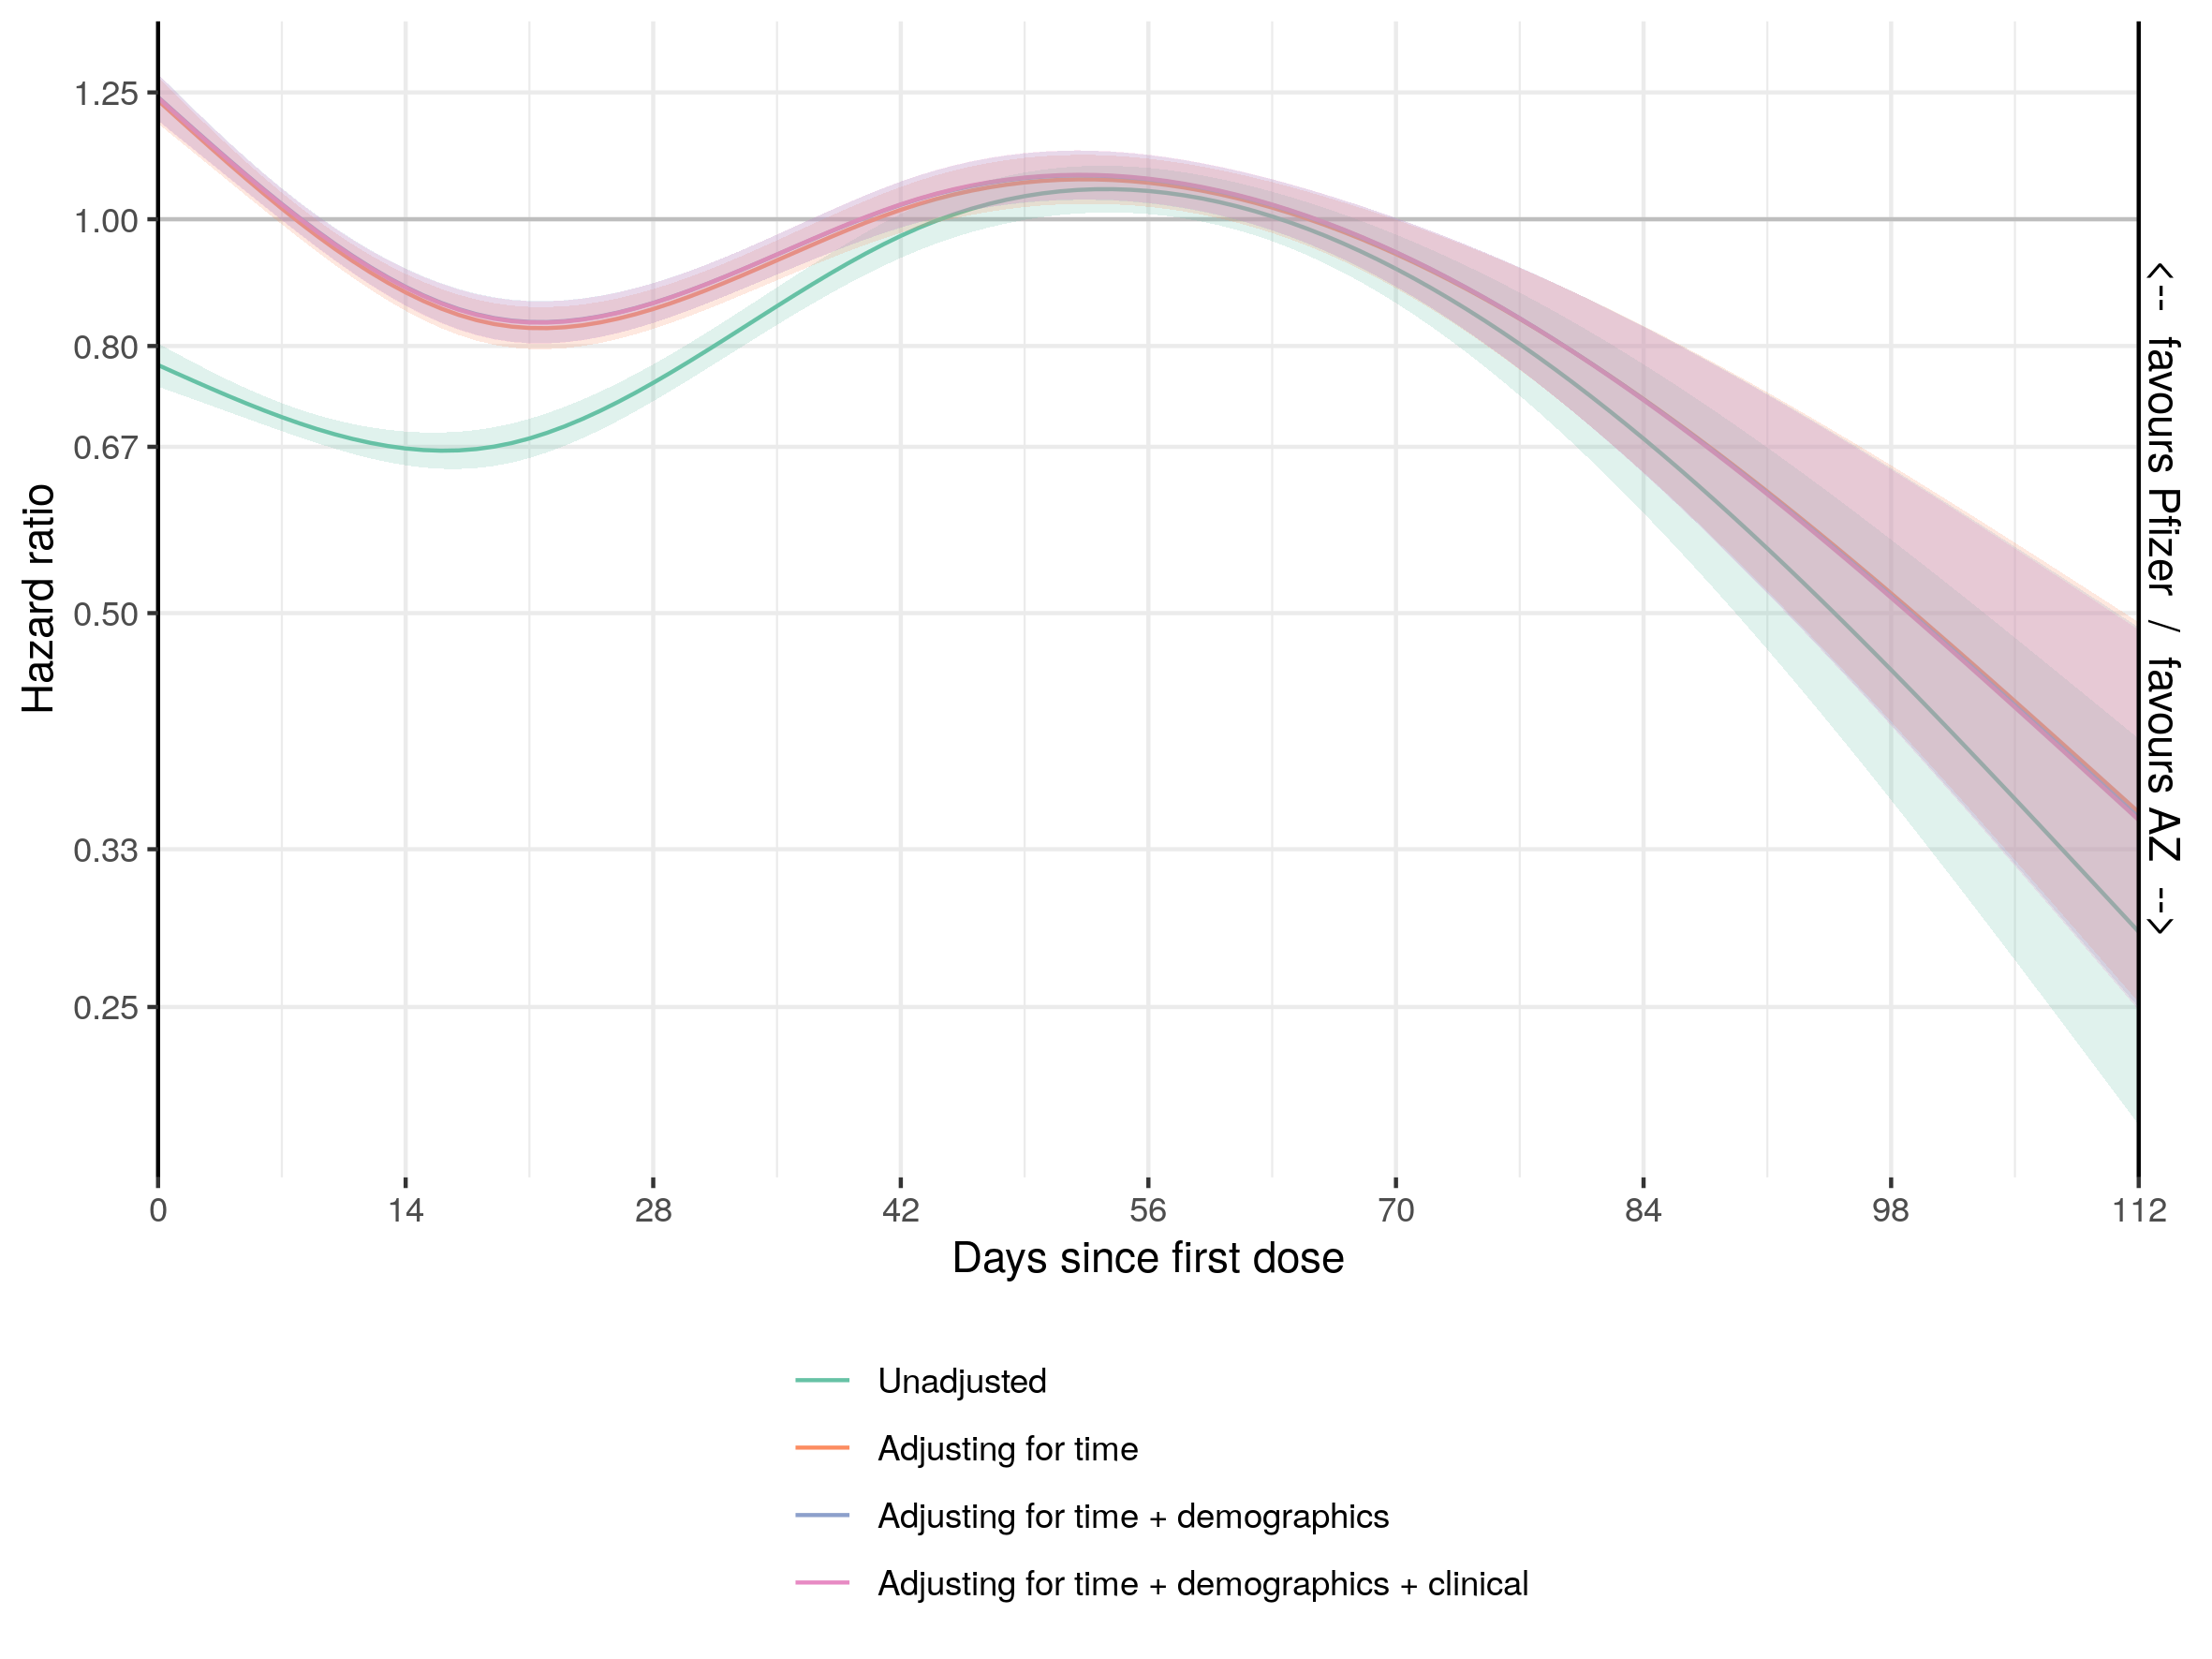 Hazard ratio
1.25
1.00
0.80
0.67
0.50
0.33
0.25
0 14 28 42 56 70 84 98 112
Days since first dose
<-- favours Pfizer / favours AZ -->
Unadjusted
Adjusting for time
Adjusting for time + demographics
Adjusting for time + demographics + clinical